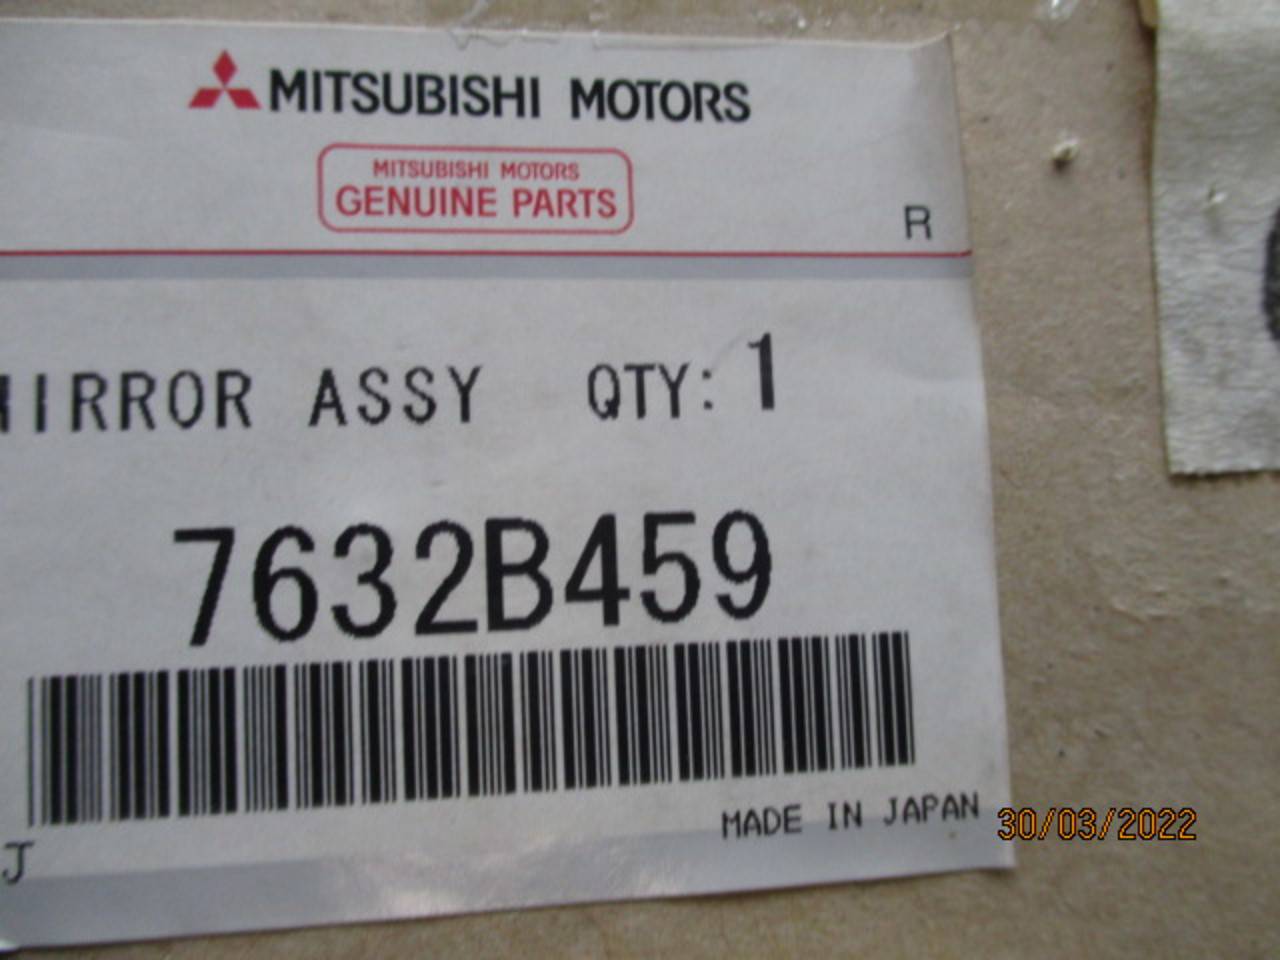 MITSUBISHI MOTORS
MITSUBISHI MOTORS
GENUINE PARTS
R
MIRROR ASSY QTY: 1
7632B459
MADE IN JAPAN
J
30/03/2022